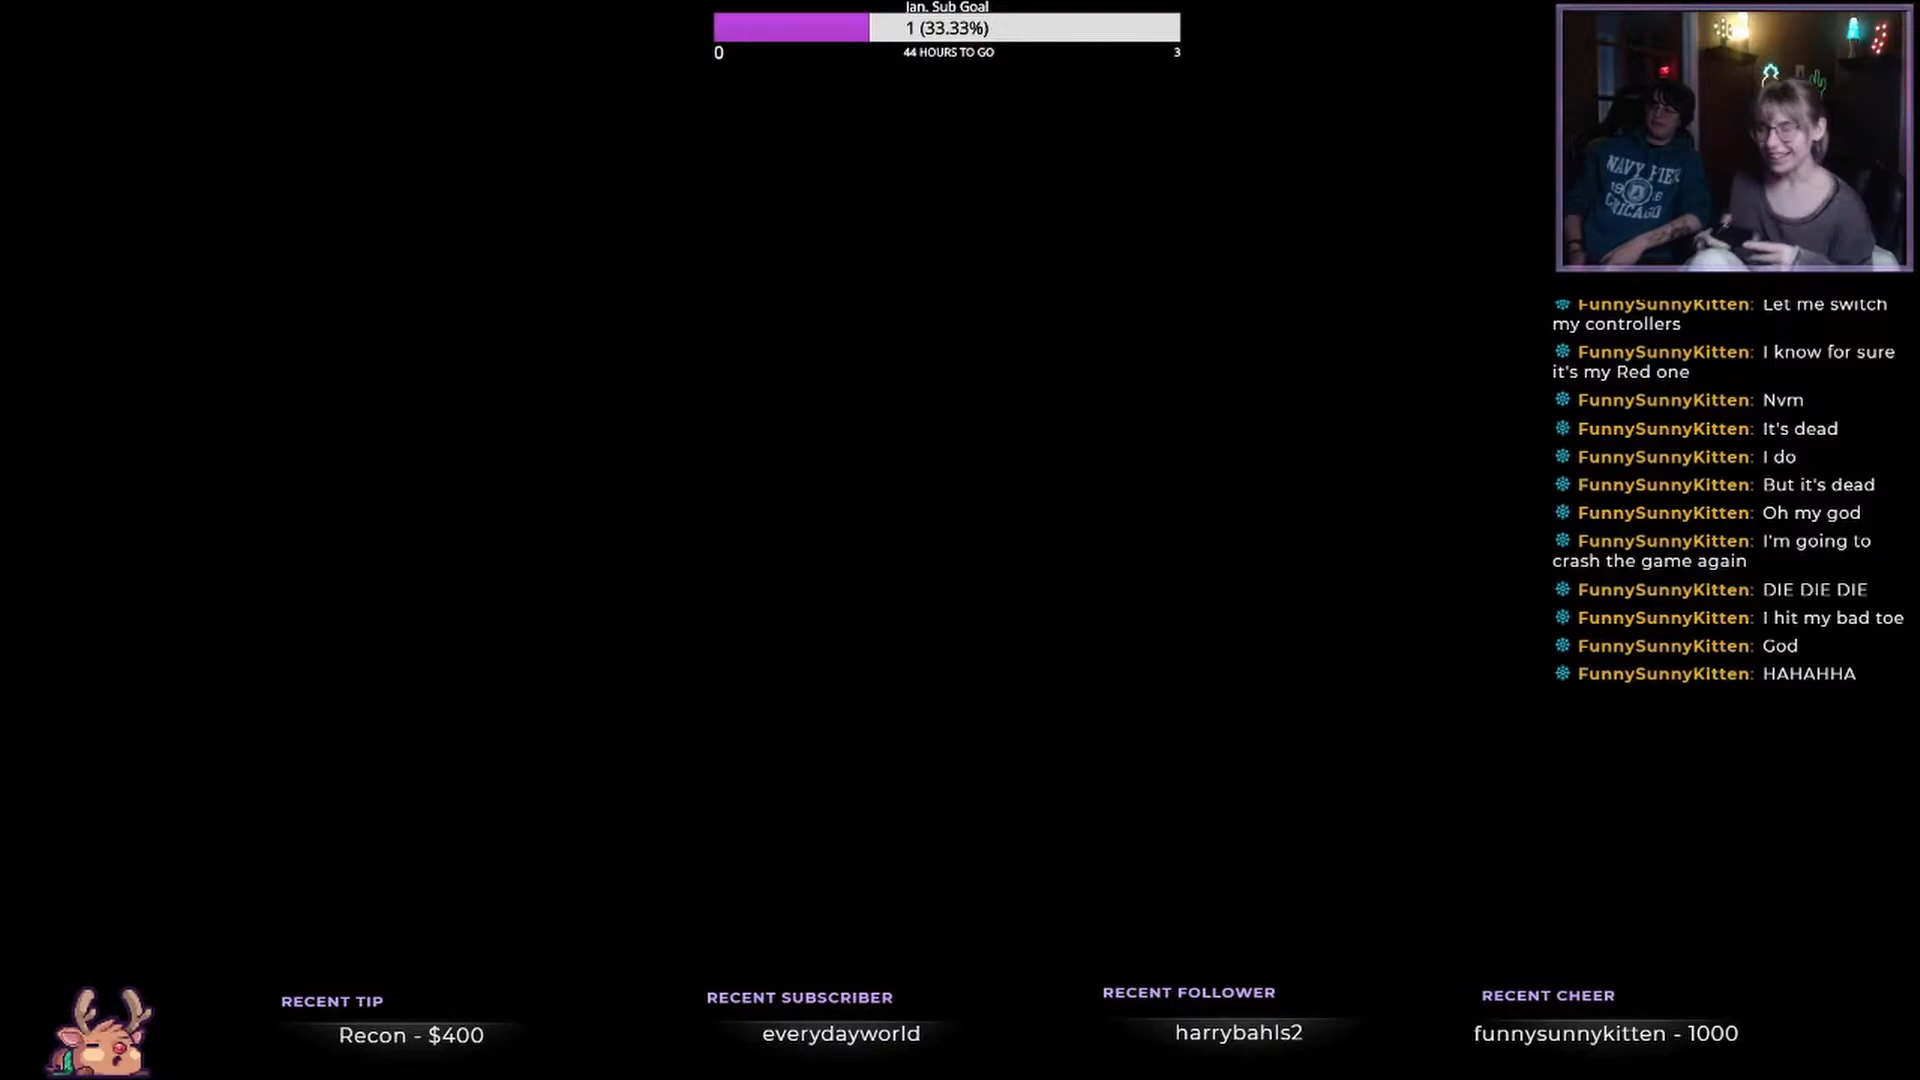 Jan. Sub Goal
1 (33.33%)
0
44 HOURS TO GO
3
NAVY PIER
CHICAGO
FunnySunnyKitten: Let me switch
my controllers
FunnySunnyKitten: I know for sure
it's my Red one
FunnySunnyKitten: Nvm
FunnySunnyKitten: It's dead
FunnySunnyKitten: I do
FunnySunnyKitten: But it's dead
FunnySunnyKitten: Oh my god
FunnySunnyKitten: I'm going to
crash the game again
FunnySunnyKitten: DIE DIE DIE
FunnySunnyKitten: I hit my bad toe
FunnySunnyKitten: God
FunnySunnyKitten: HAHAHHA
RECENT TIP
Recon - $400
RECENT SUBSCRIBER
everydayworld
RECENT FOLLOWER
harrybahls2
RECENT CHEER
funnysunnykitten - 1000